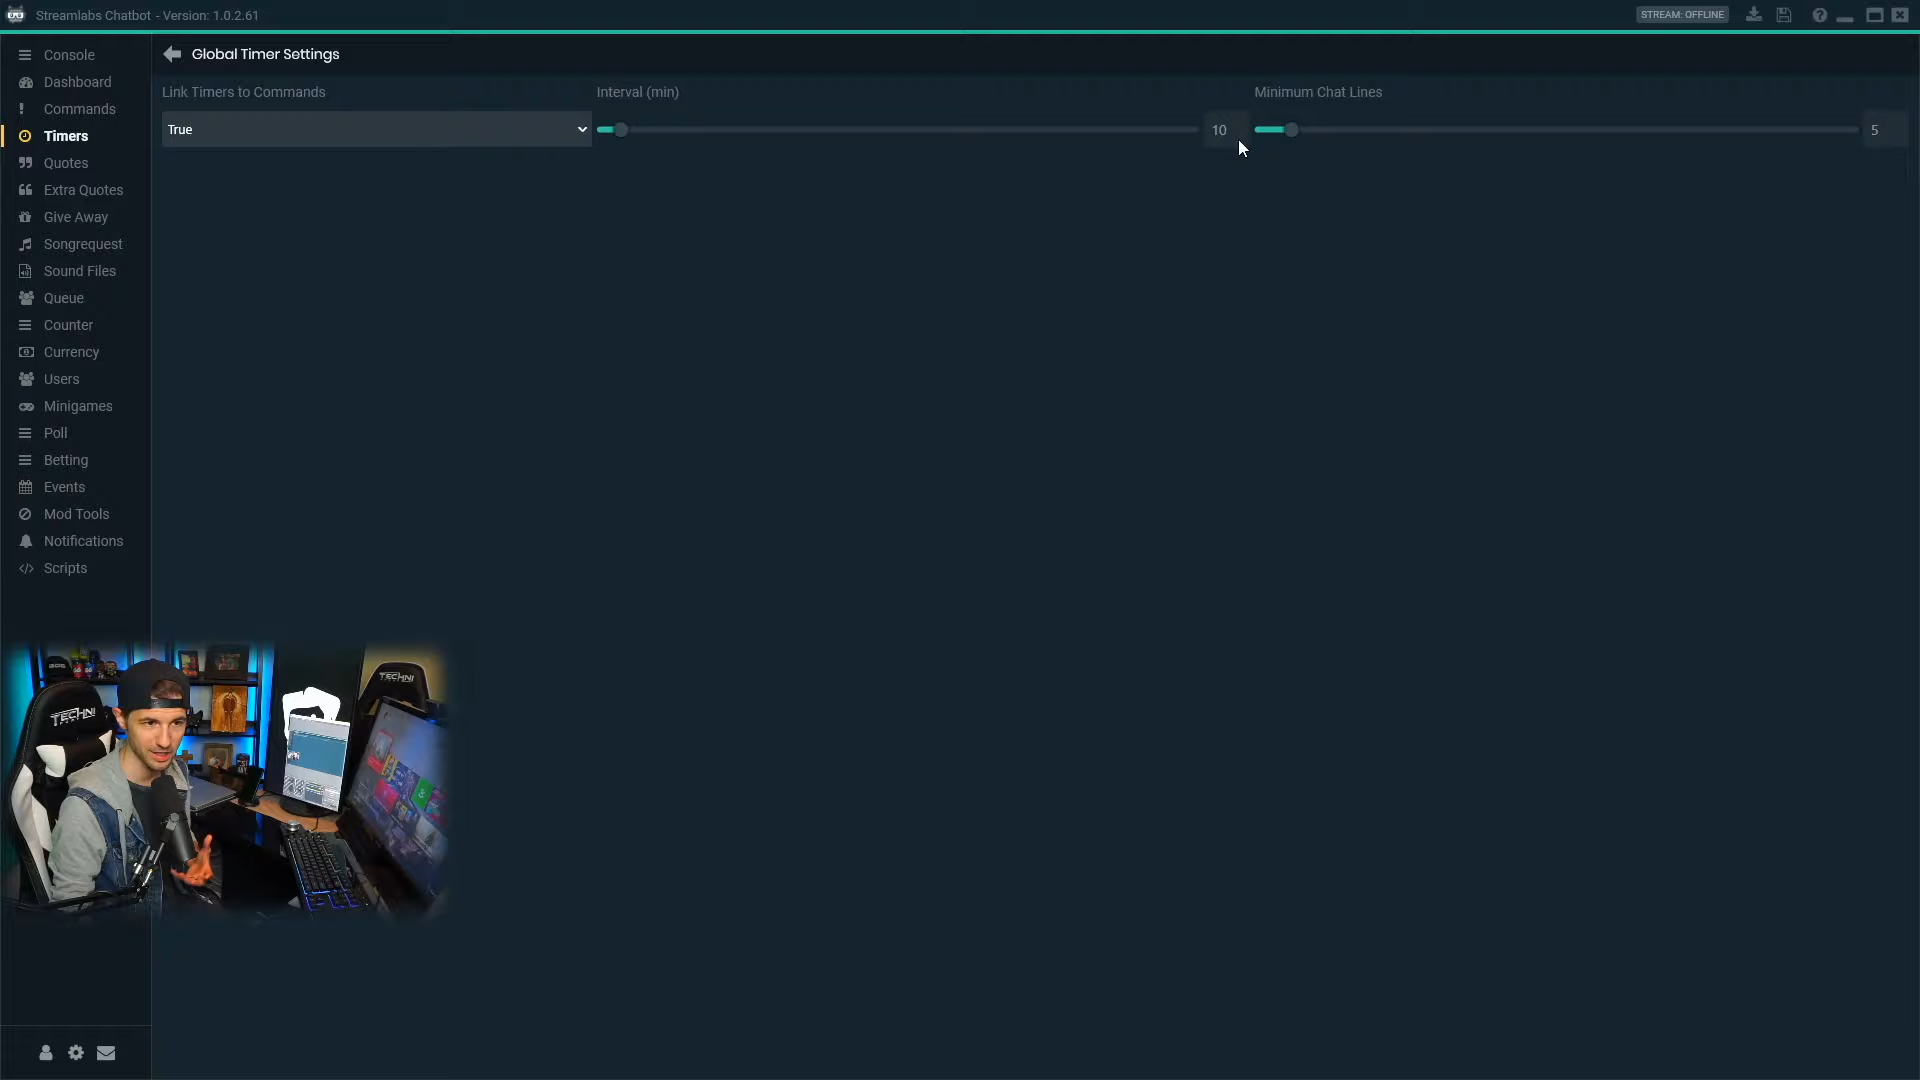 Streamlabs Chatbot - Version: 1.0.2.61
STREAM: OFFLINE
Console
Dashboard
Commands
Timers
Quotes
Extra Quotes
Give Away
Songrequest
Sound Files
Queue
Counter
Currency
Users
Minigames
Poll
Betting
Events
Mod Tools
Notifications
Scripts
Global Timer Settings
Link Timers to Commands
Interval (min)
Minimum Chat Lines
True
10
5
TECHNI
TECHNI